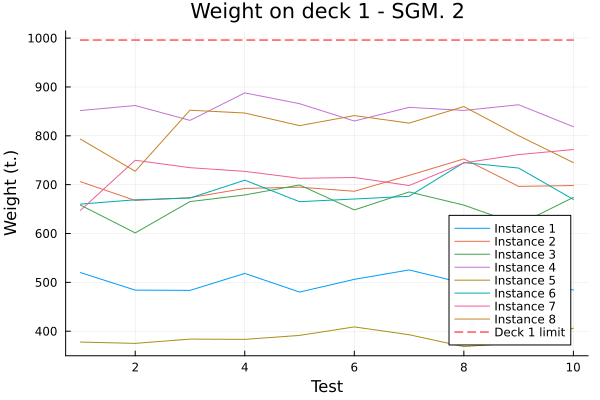 Weight on deck 1 - SGM. 2
1000
900
800
700
600
500
400
Weight (t.)
Instance 1
Instance 2
Instance 3
Instance 4
Instance 5
Instance 6
Instance 7
Instance 8
Deck 1 limit
2
4
6
8
10
Test